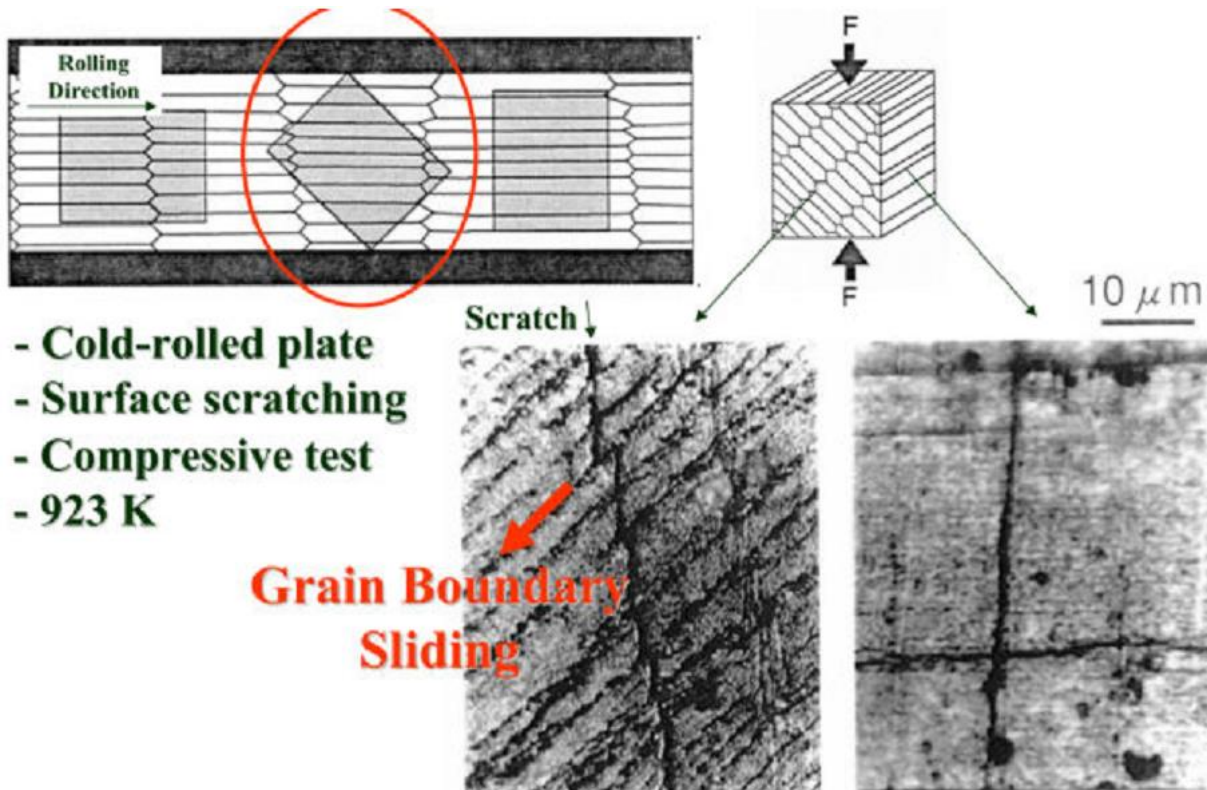 Rolling
Direction
F
F
10 μm
Scratch
- Cold-rolled plate
- Surface scratching
- Compressive test
- 923 K
Grain Boundary
Sliding